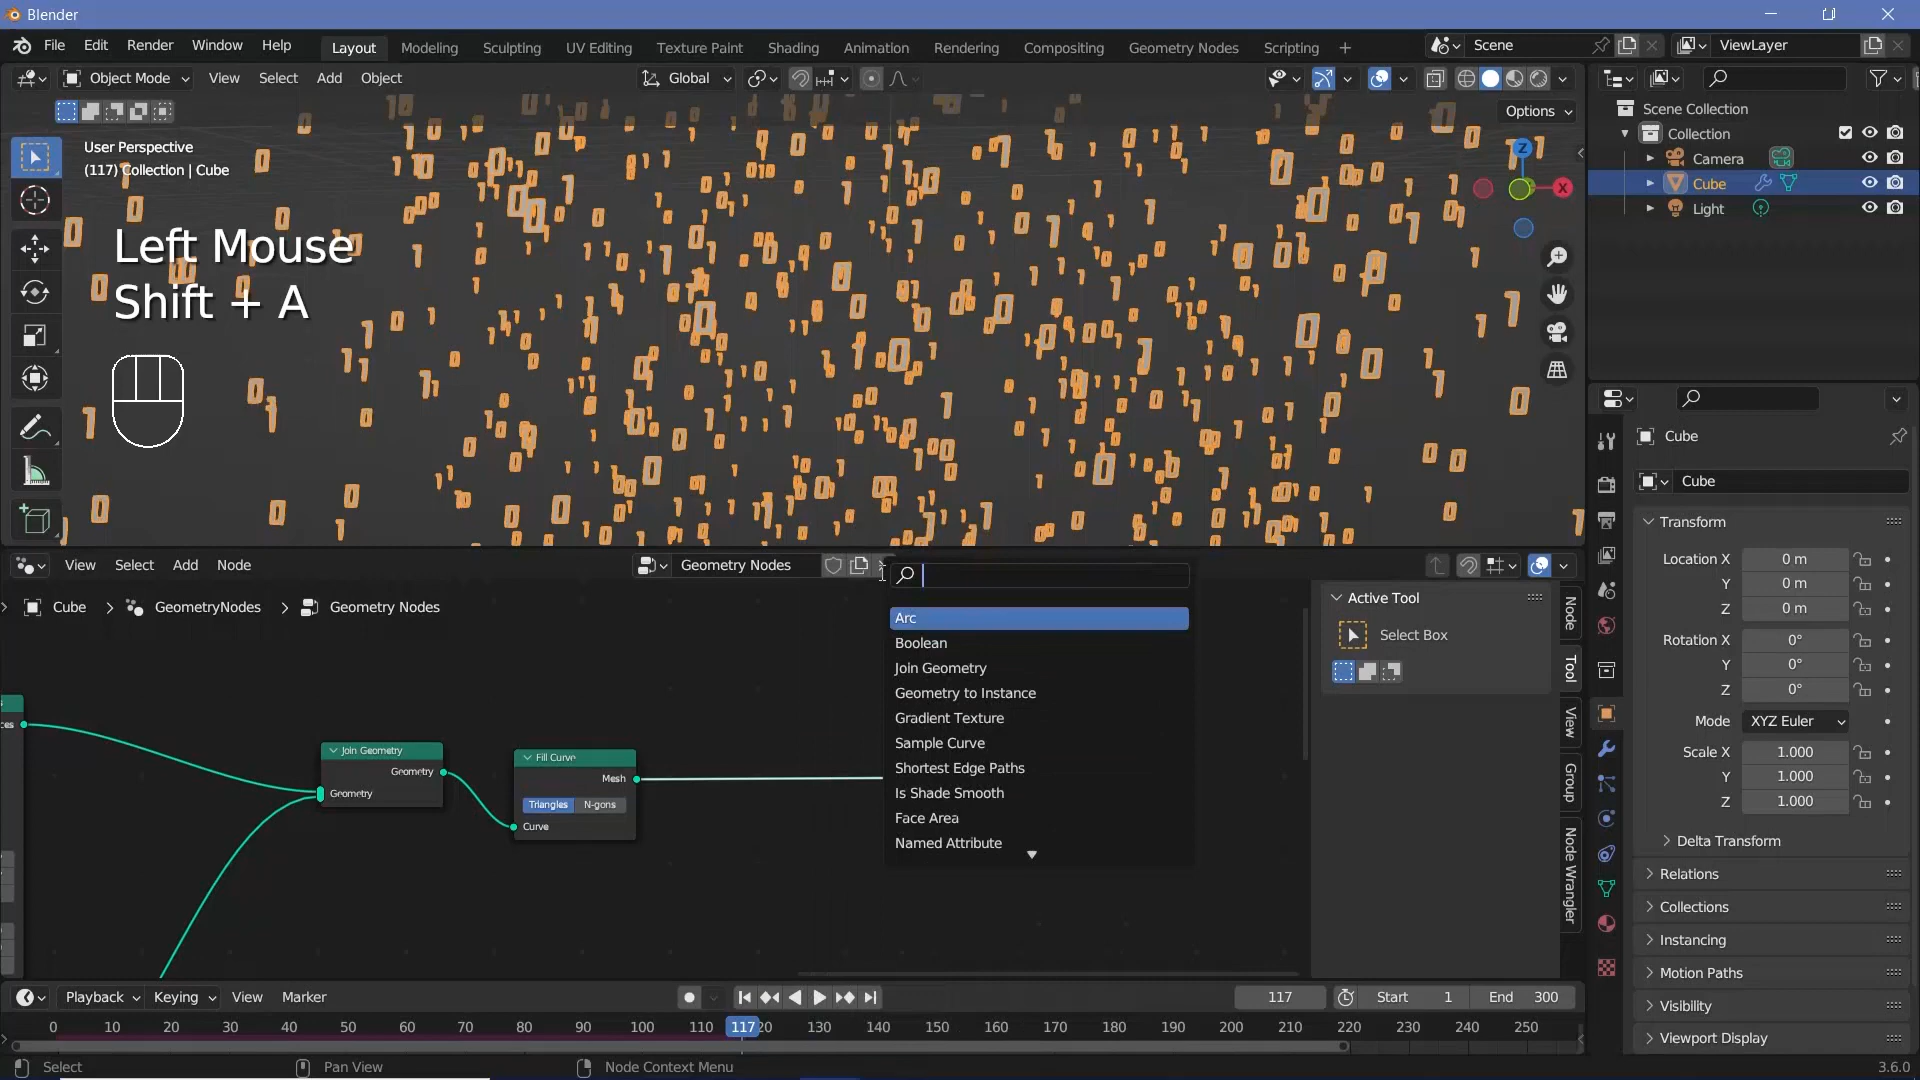 Blender
File Edit Render Window Help Layout Modeling Sculpting UV Editing Texture Paint Shading Animation Rendering Compositing Geometry Nodes Scripting + Scene ViewLayer
Object Mode View Select Add Object Global
Options
User Perspective
(117) Collection | Cube
Left Mouse
Shift + A
Z
X
Scene Collection
Collection
Camera
Cube
Light
Cube
Cube
Transform
Location X 0 m
Y 0 m
Z 0 m
Rotation X 0°
Y 0°
Z 0°
Mode XYZ Euler
Scale X 1.000
Y 1.000
Z 1.000
Delta Transform
Relations
Collections
Instancing
Motion Paths
Visibility
Viewport Display
View Select Add Node Geometry Nodes
Cube > GeometryNodes > Geometry Nodes
Join Geometry
Geometry
Geometry
Fill Curve
Mesh
Triangles N-gons
Curve
Arc
Boolean
Join Geometry
Geometry to Instance
Gradient Texture
Sample Curve
Shortest Edge Paths
Is Shade Smooth
Face Area
Named Attribute
Active Tool
Select Box
Node
Tool
View
Group
Node Wrangler
Playback Keying View Marker 117 Start 1 End 300
0 10 20 30 40 50 60 70 80 90 100 110 117 20 130 140 150 160 170 180 190 200 210 220 230 240 250
Select Pan View Node Context Menu 3.6.0